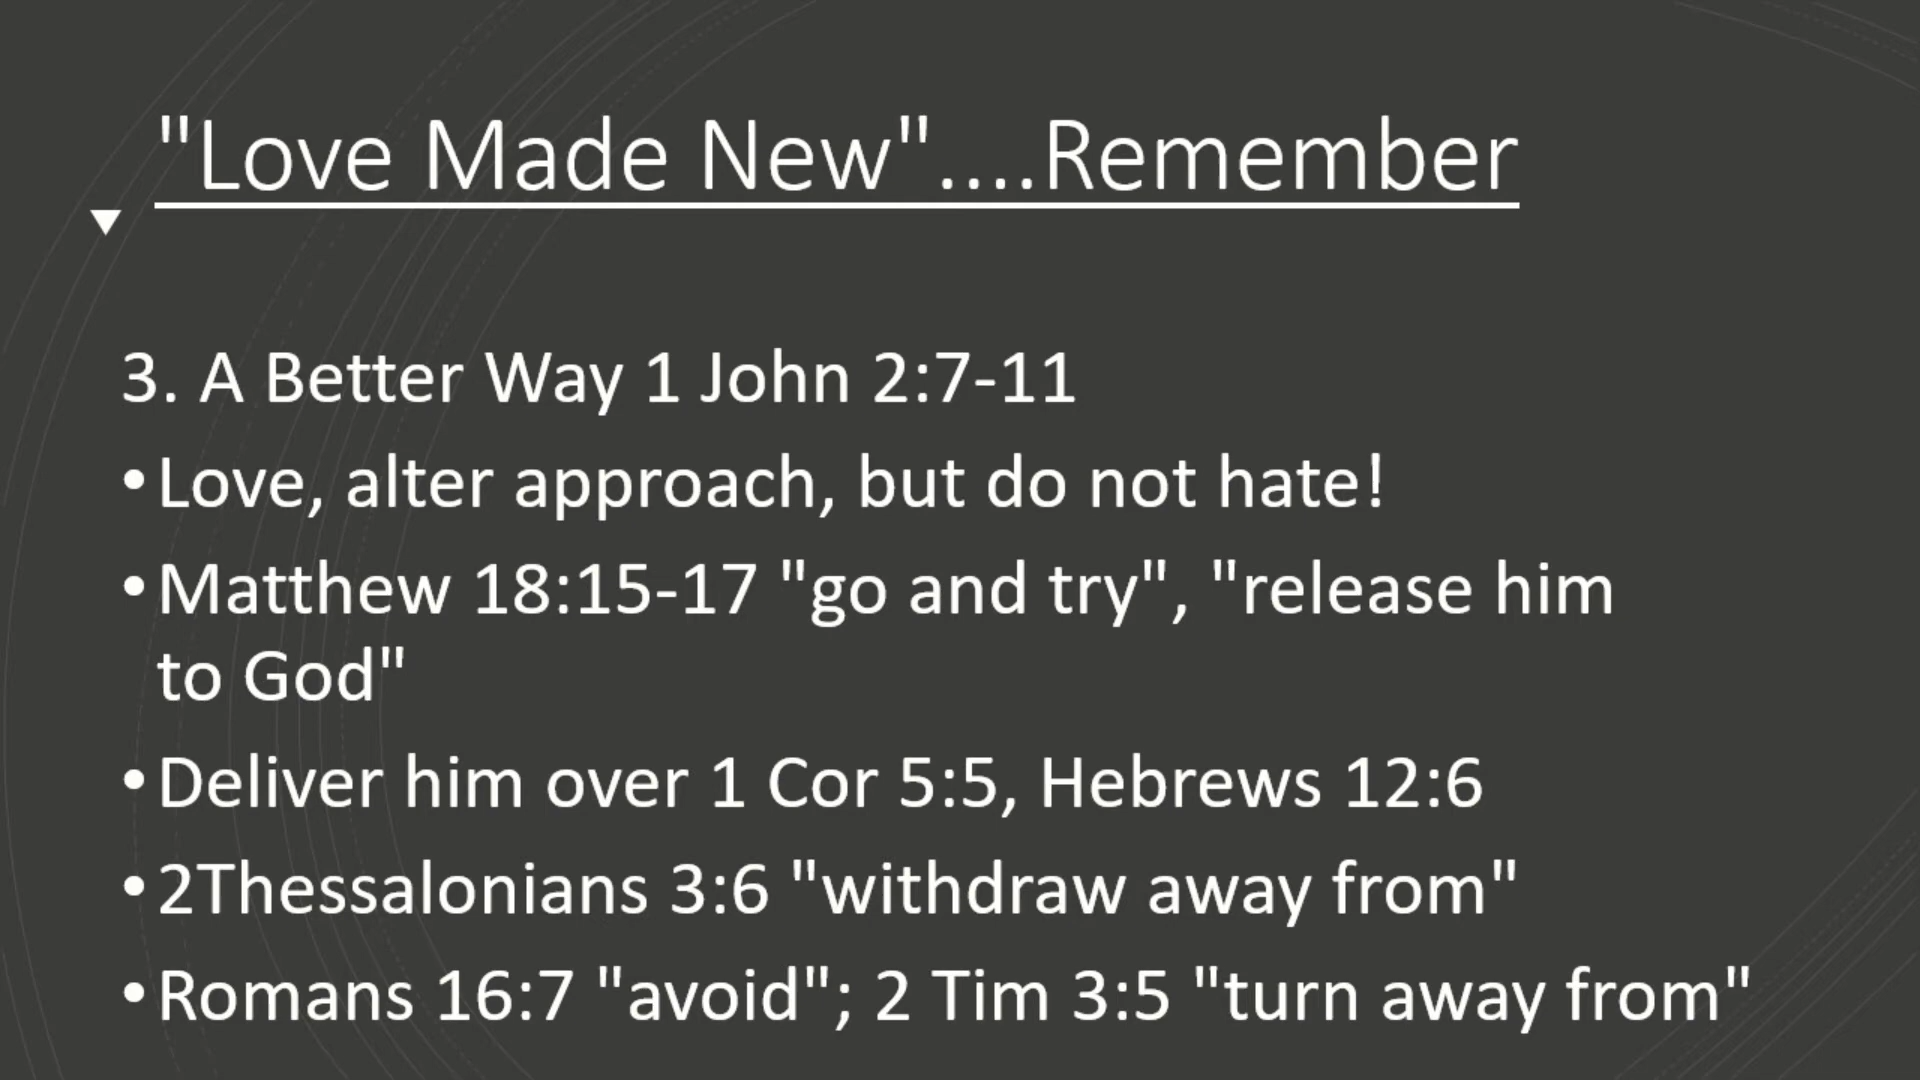 "Love Made New"....Remember
3. A Better Way 1 John 2:7-11
•Love, alter approach, but do not hate!
•Matthew 18:15-17 "go and try", "release him
to God"
•Deliver him over 1 Cor 5:5, Hebrews 12:6
•2Thessalonians 3:6 "withdraw away from"
•Romans 16:7 "avoid"; 2 Tim 3:5 "turn away from"